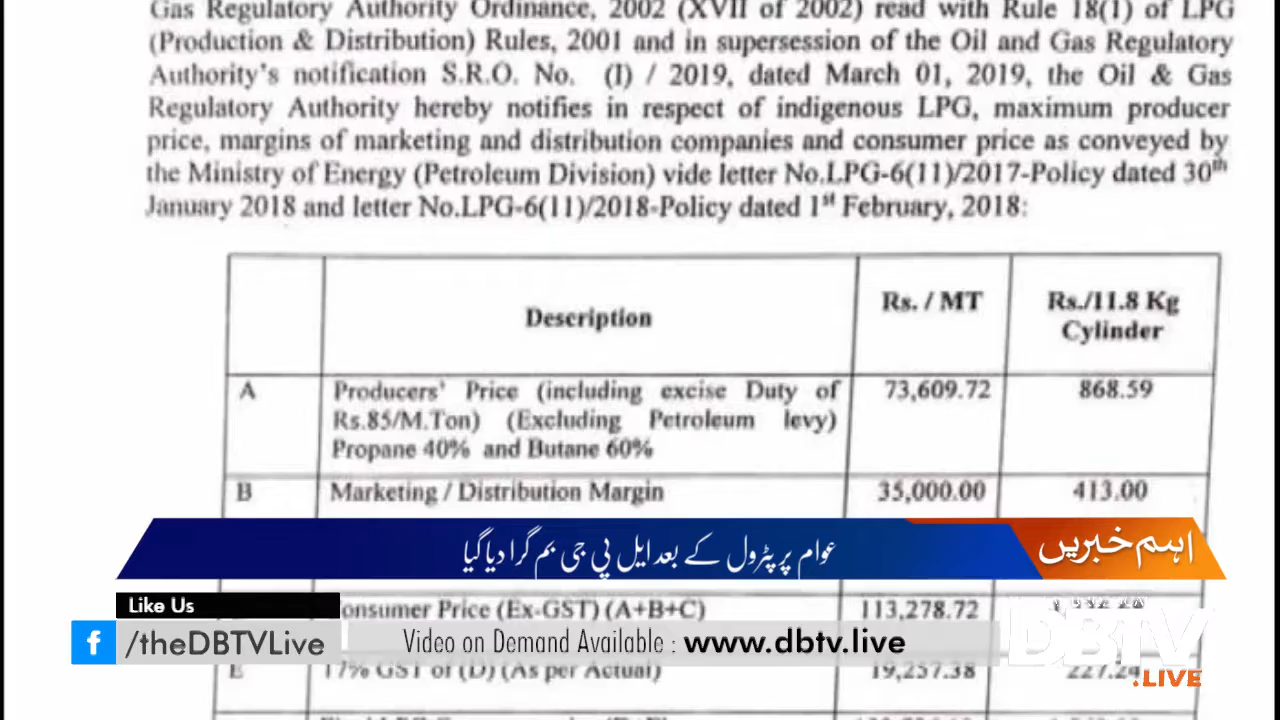 Gas Regulatory Authority Ordinance, 2002 (XVII of 2002) read with Rule 18(1) of LPG
(Production & Distribution) Rules, 2001 and in supersession of the Oil and Gas Regulatory
Authority's notification S.R.O. No. (I) / 2019, dated March 01, 2019, the Oil & Gas
Regulatory Authority hereby notifies in respect of indigenous LPG, maximum producer
price, margins of marketing and distribution companies and consumer price as conveyed by
the Ministry of Energy (Petroleum Division) vide letter No.LPG-6(11)/2017-Policy dated 30th
January 2018 and letter No.LPG-6(11)/2018-Policy dated 1st February, 2018:
Description Rs. / MT Rs./11.8 Kg
Cylinder
A Producers' Price (including excise Duty of 73,609.72 868.59
Rs.85/M.Ton) (Excluding Petroleum levy)
Propane 40% and Butane 60%
B Marketing / Distribution Margin 35,000.00 413.00
اہم خبریں
عوام پر پٹرول کے بعد ایل پی جی بم گرا دیا گیا
Like Us
Consumer Price (Ex-GST) (A+B+C) 113,278.72
/theDBTVLive
Video on Demand Available : www.dbtv.live
DBTV
.LIVE
E 17% GST of (D) (As per Actual) 19,257.38 227.24